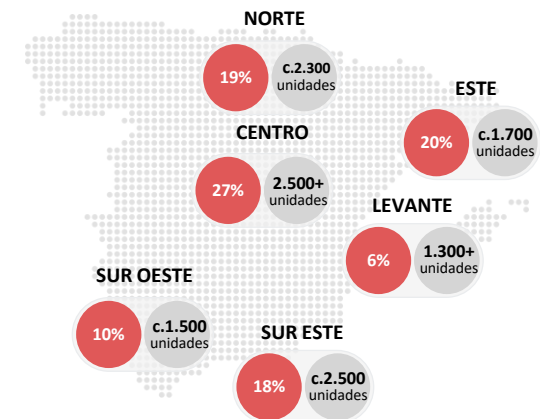 NORTE
19%
c.2.300
unidades
ESTE
20%
c.1.700
unidades
CENTRO
27%
2.500+
unidades
LEVANTE
6%
1.300+
unidades
SUR OESTE
10%
c.1.500
unidades
SUR ESTE
18%
c.2.500
unidades